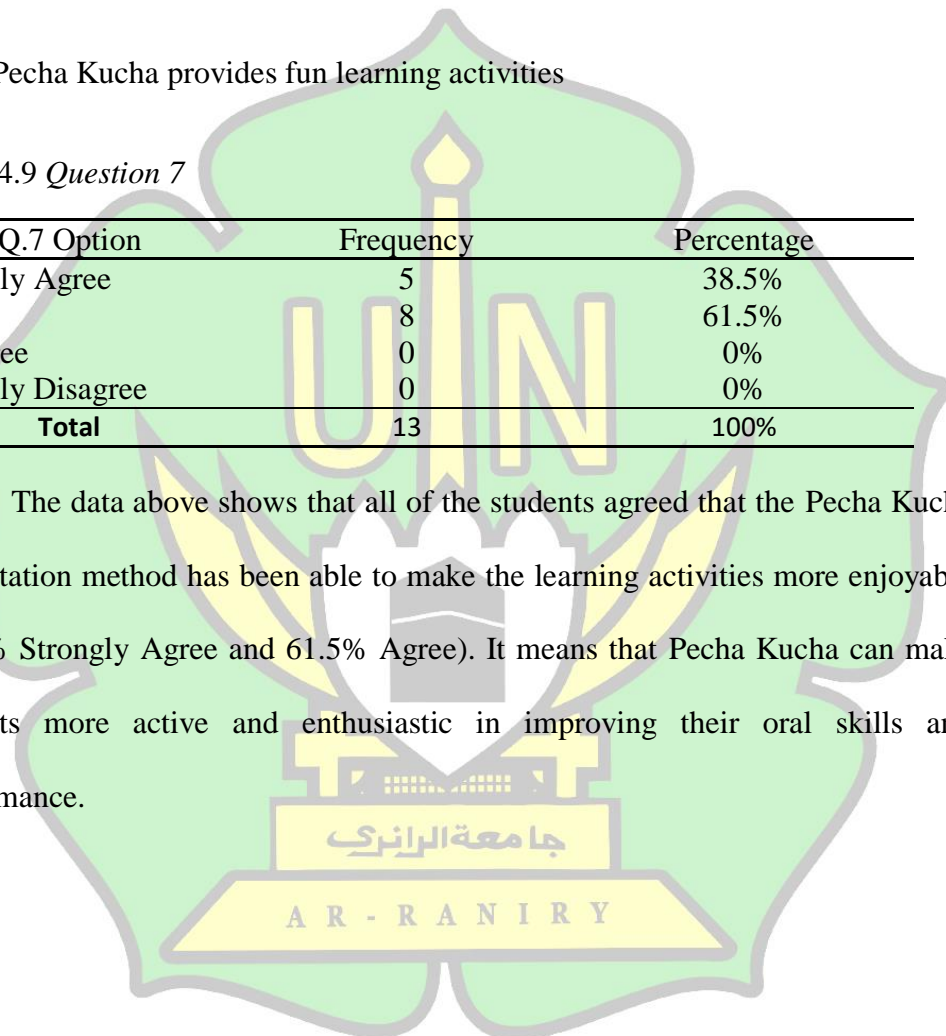 Pecha Kucha provides fun learning activities
4.9 Question 7
Q.7 Option Frequency Percentage
ly Agree 5 38.5%
8 61.5%
ee 0 0%
ly Disagree 0 0%
Total 13 100%
The data above shows that all of the students agreed that the Pecha Kuch
tation method has been able to make the learning activities more enjoyab
% Strongly Agree and 61.5% Agree). It means that Pecha Kucha can mak
ts more active and enthusiastic in improving their oral skills an
mance.
UIN
جامعة الرانري
AR-RANIRY